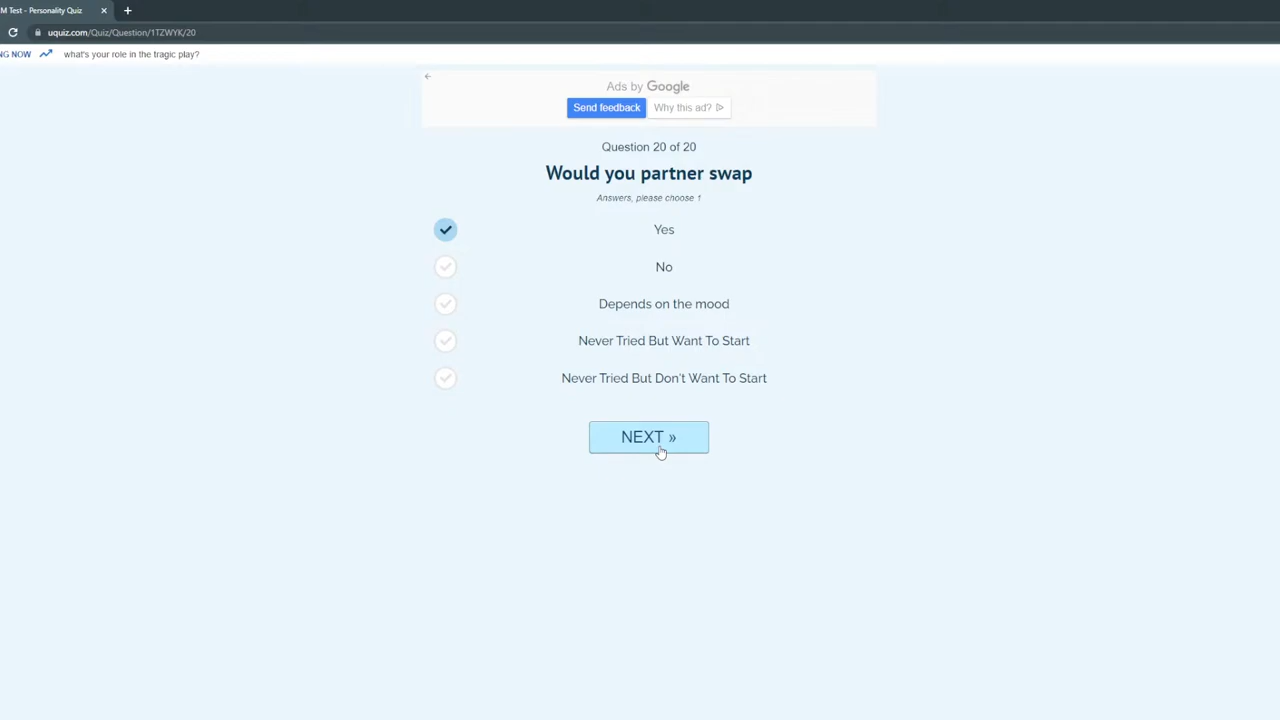 M Test - Personality Quiz
uquiz.com/Quiz/Question/1TZWYK/20
NG NOW what's your role in the tragic play?
Ads by Google
Send feedback Why this ad?
Question 20 of 20
Would you partner swap
Answers, please choose 1
Yes
No
Depends on the mood
Never Tried But Want To Start
Never Tried But Don't Want To Start
NEXT »